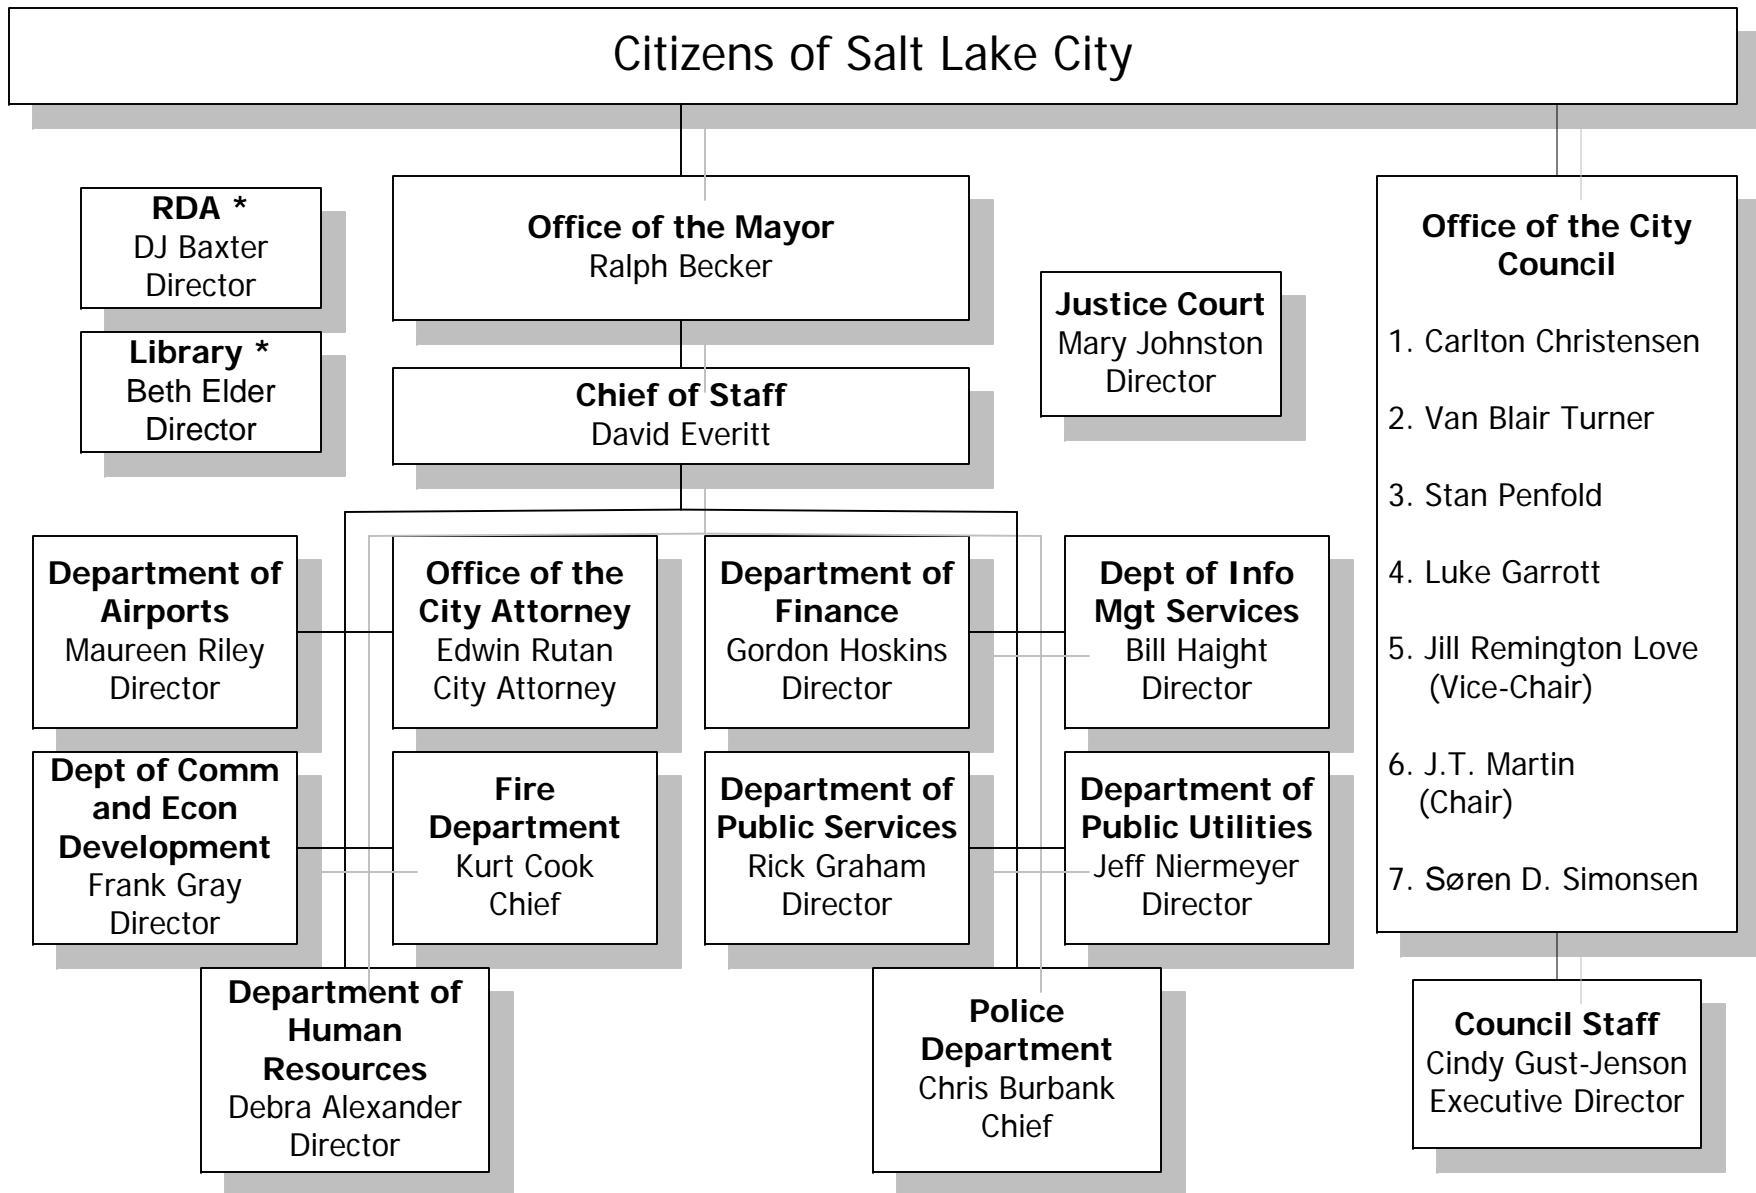 Citizens of Salt Lake City
RDA *
DJ Baxter
Director
Library *
Beth Elder
Director
Office of the Mayor
Ralph Becker
Chief of Staff
David Everitt
Justice Court
Mary Johnston
Director
Office of the City
Council
1. Carlton Christensen
2. Van Blair Turner
3. Stan Penfold
4. Luke Garrott
5. Jill Remington Love
(Vice-Chair)
6. J.T. Martin
(Chair)
7. Søren D. Simonsen
Department of
Airports
Maureen Riley
Director
Office of the
City Attorney
Edwin Rutan
City Attorney
Department of
Finance
Gordon Hoskins
Director
Dept of Info
Mgt Services
Bill Haight
Director
Dept of Comm
and Econ
Development
Frank Gray
Director
Fire
Department
Kurt Cook
Chief
Department of
Public Services
Rick Graham
Director
Department of
Public Utilities
Jeff Niermeyer
Director
Department of
Human
Resources
Debra Alexander
Director
Police
Department
Chris Burbank
Chief
Council Staff
Cindy Gust-Jenson
Executive Director